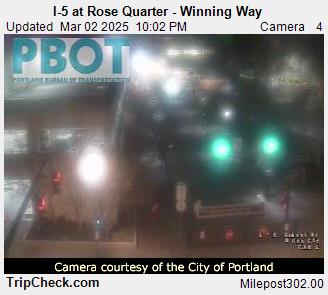 I-5 at Rose Quarter - Winning Way
Updated Mar 02 2025 10:02 PM Camera 4
PBOT
PORTLAND BUREAU OF TRANSPORTATION
Camera courtesy of the City of Portland
TripCheck.com Milepost302.00